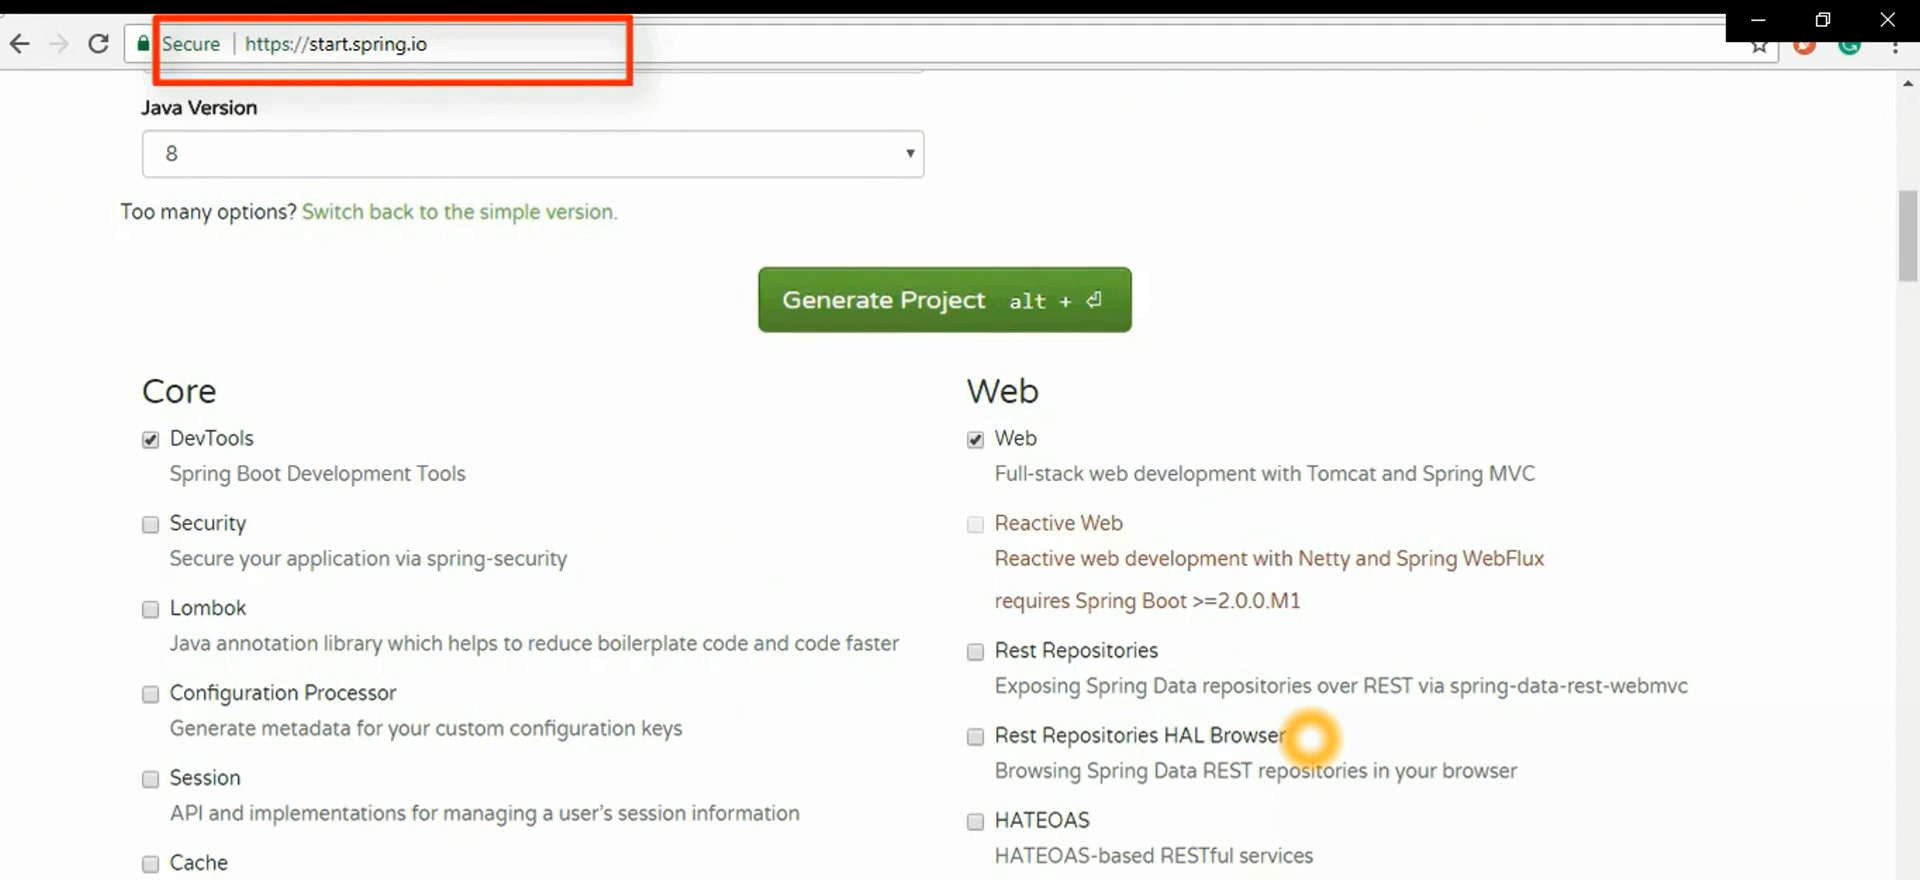 Secure https://start.spring.io
Java Version
8
Too many options? Switch back to the simple version.
Generate Project alt + ⏎
Core
DevTools
Spring Boot Development Tools
Security
Secure your application via spring-security
Lombok
Java annotation library which helps to reduce boilerplate code and code faster
Configuration Processor
Generate metadata for your custom configuration keys
Session
API and implementations for managing a user's session information
Cache
Web
Web
Full-stack web development with Tomcat and Spring MVC
Reactive Web
Reactive web development with Netty and Spring WebFlux
requires Spring Boot >=2.0.0.M1
Rest Repositories
Exposing Spring Data repositories over REST via spring-data-rest-webmvc
Rest Repositories HAL Browser
Browsing Spring Data REST repositories in your browser
HATEOAS
HATEOAS-based RESTful services